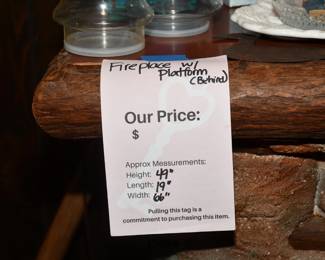 Fireplace w/
Platform
(Behind)
Our Price:
$
Approx Measurements:
Height: 49"
Length: 19"
Width: 66"
Pulling this tag is a
commitment to purchasing this item.